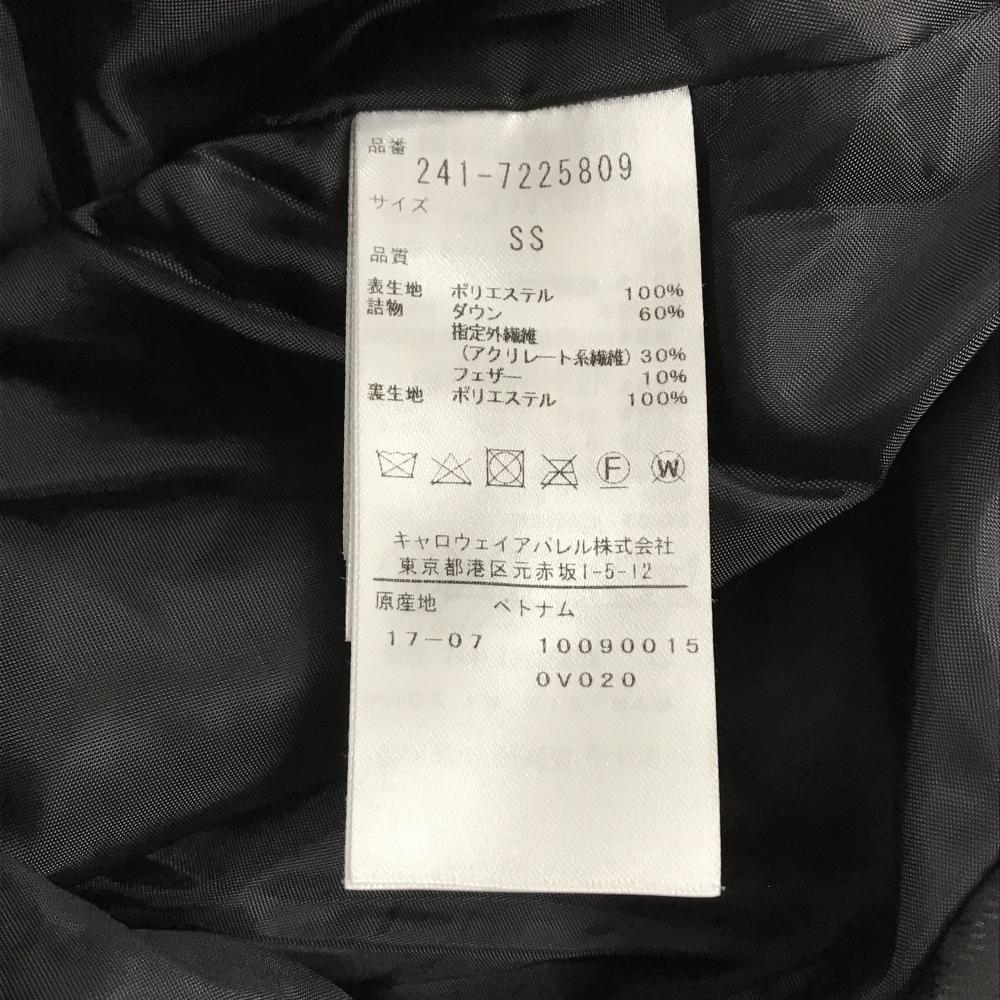 品番
241-7225809
サイズ
SS
品質
表生地 ポリエステル 100%
詰物 ダウン 60%
指定外繊維
（アクリレート系繊維）30%
フェザー 10%
裏生地 ポリエステル 100%
F W
キャロウェイアパレル株式会社
東京都港区元赤坂1-5-12
原産地 ベトナム
17-07 10090015
0V020